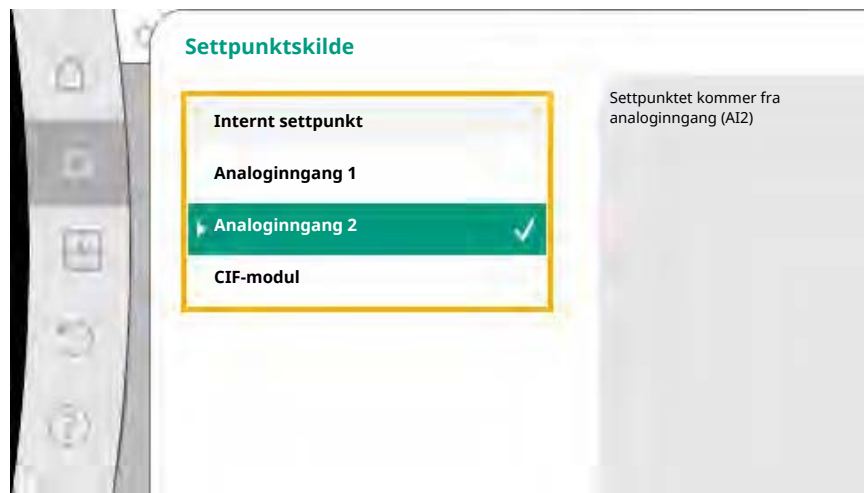 Settpunktskilde
Internt settpunkt
Analoginngang 1
Analoginngang 2
CIF-modul
Settpunktet kommer fra
analoginngang (AI2)